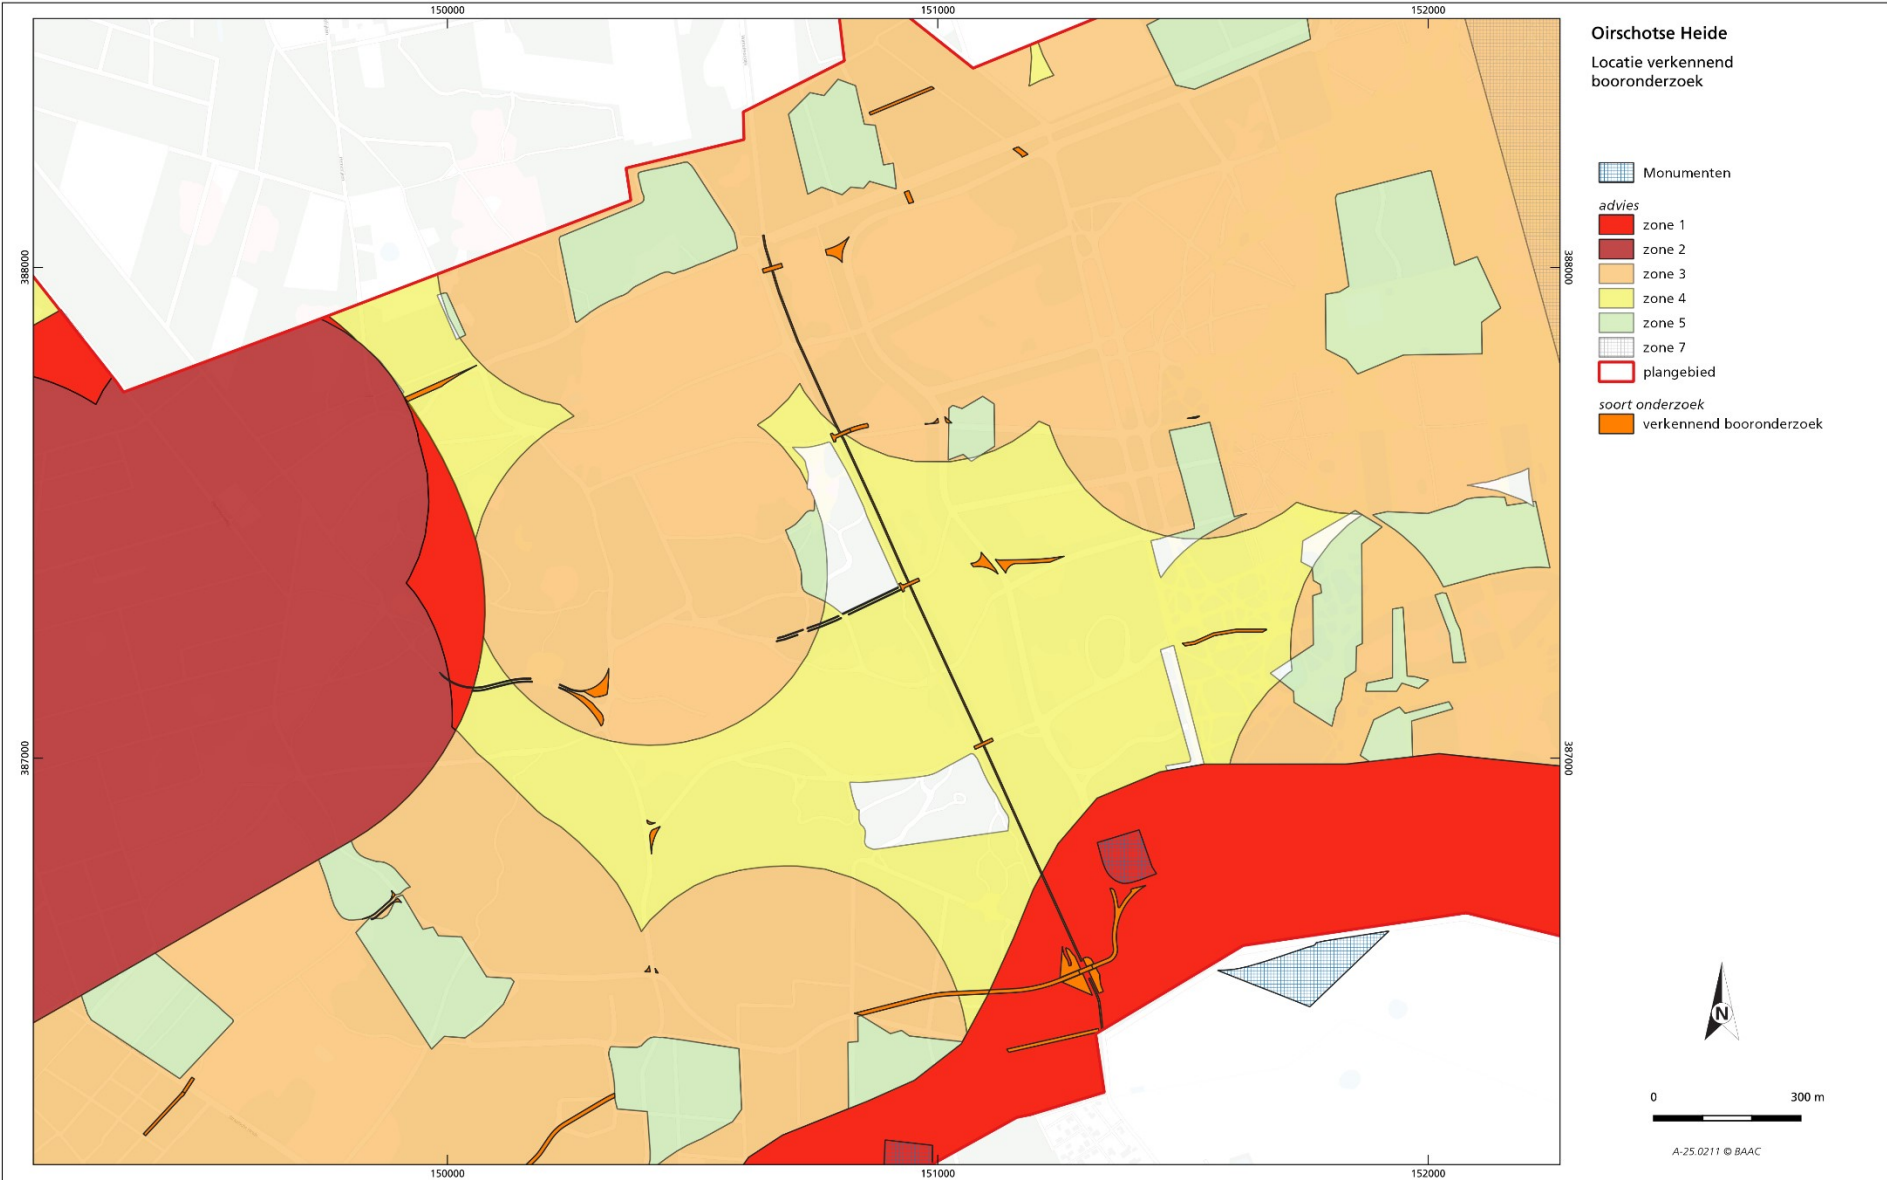 150000
151000
152000
388000
388000
387000
387000
150000
151000
152000
Oirschotse Heide
Locatie verkennend
booronderzoek
Monumenten
advies
zone 1
zone 2
zone 3
zone 4
zone 5
zone 7
plangebied
soort onderzoek
verkennend booronderzoek
N
0
300 m
A-25.0211 © BAAC